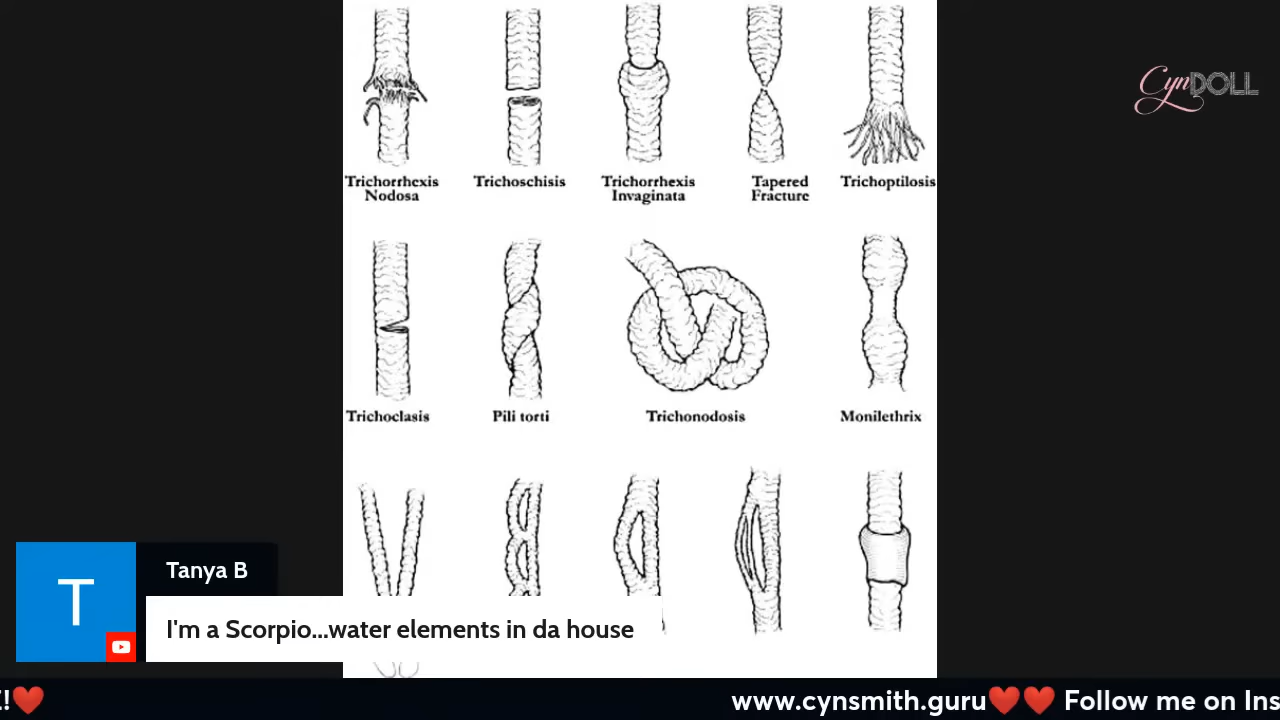 CynDOLL
Trichorrhexis
Nodosa
Trichoschisis
Trichorrhexis
Invaginata
Tapered
Fracture
Trichoptilosis
Trichoclasis
Pili torti
Trichonodosis
Monilethrix
T
Tanya B
I'm a Scorpio...water elements in da house
!❤️
www.cynsmith.guru❤️❤️ Follow me on Ins